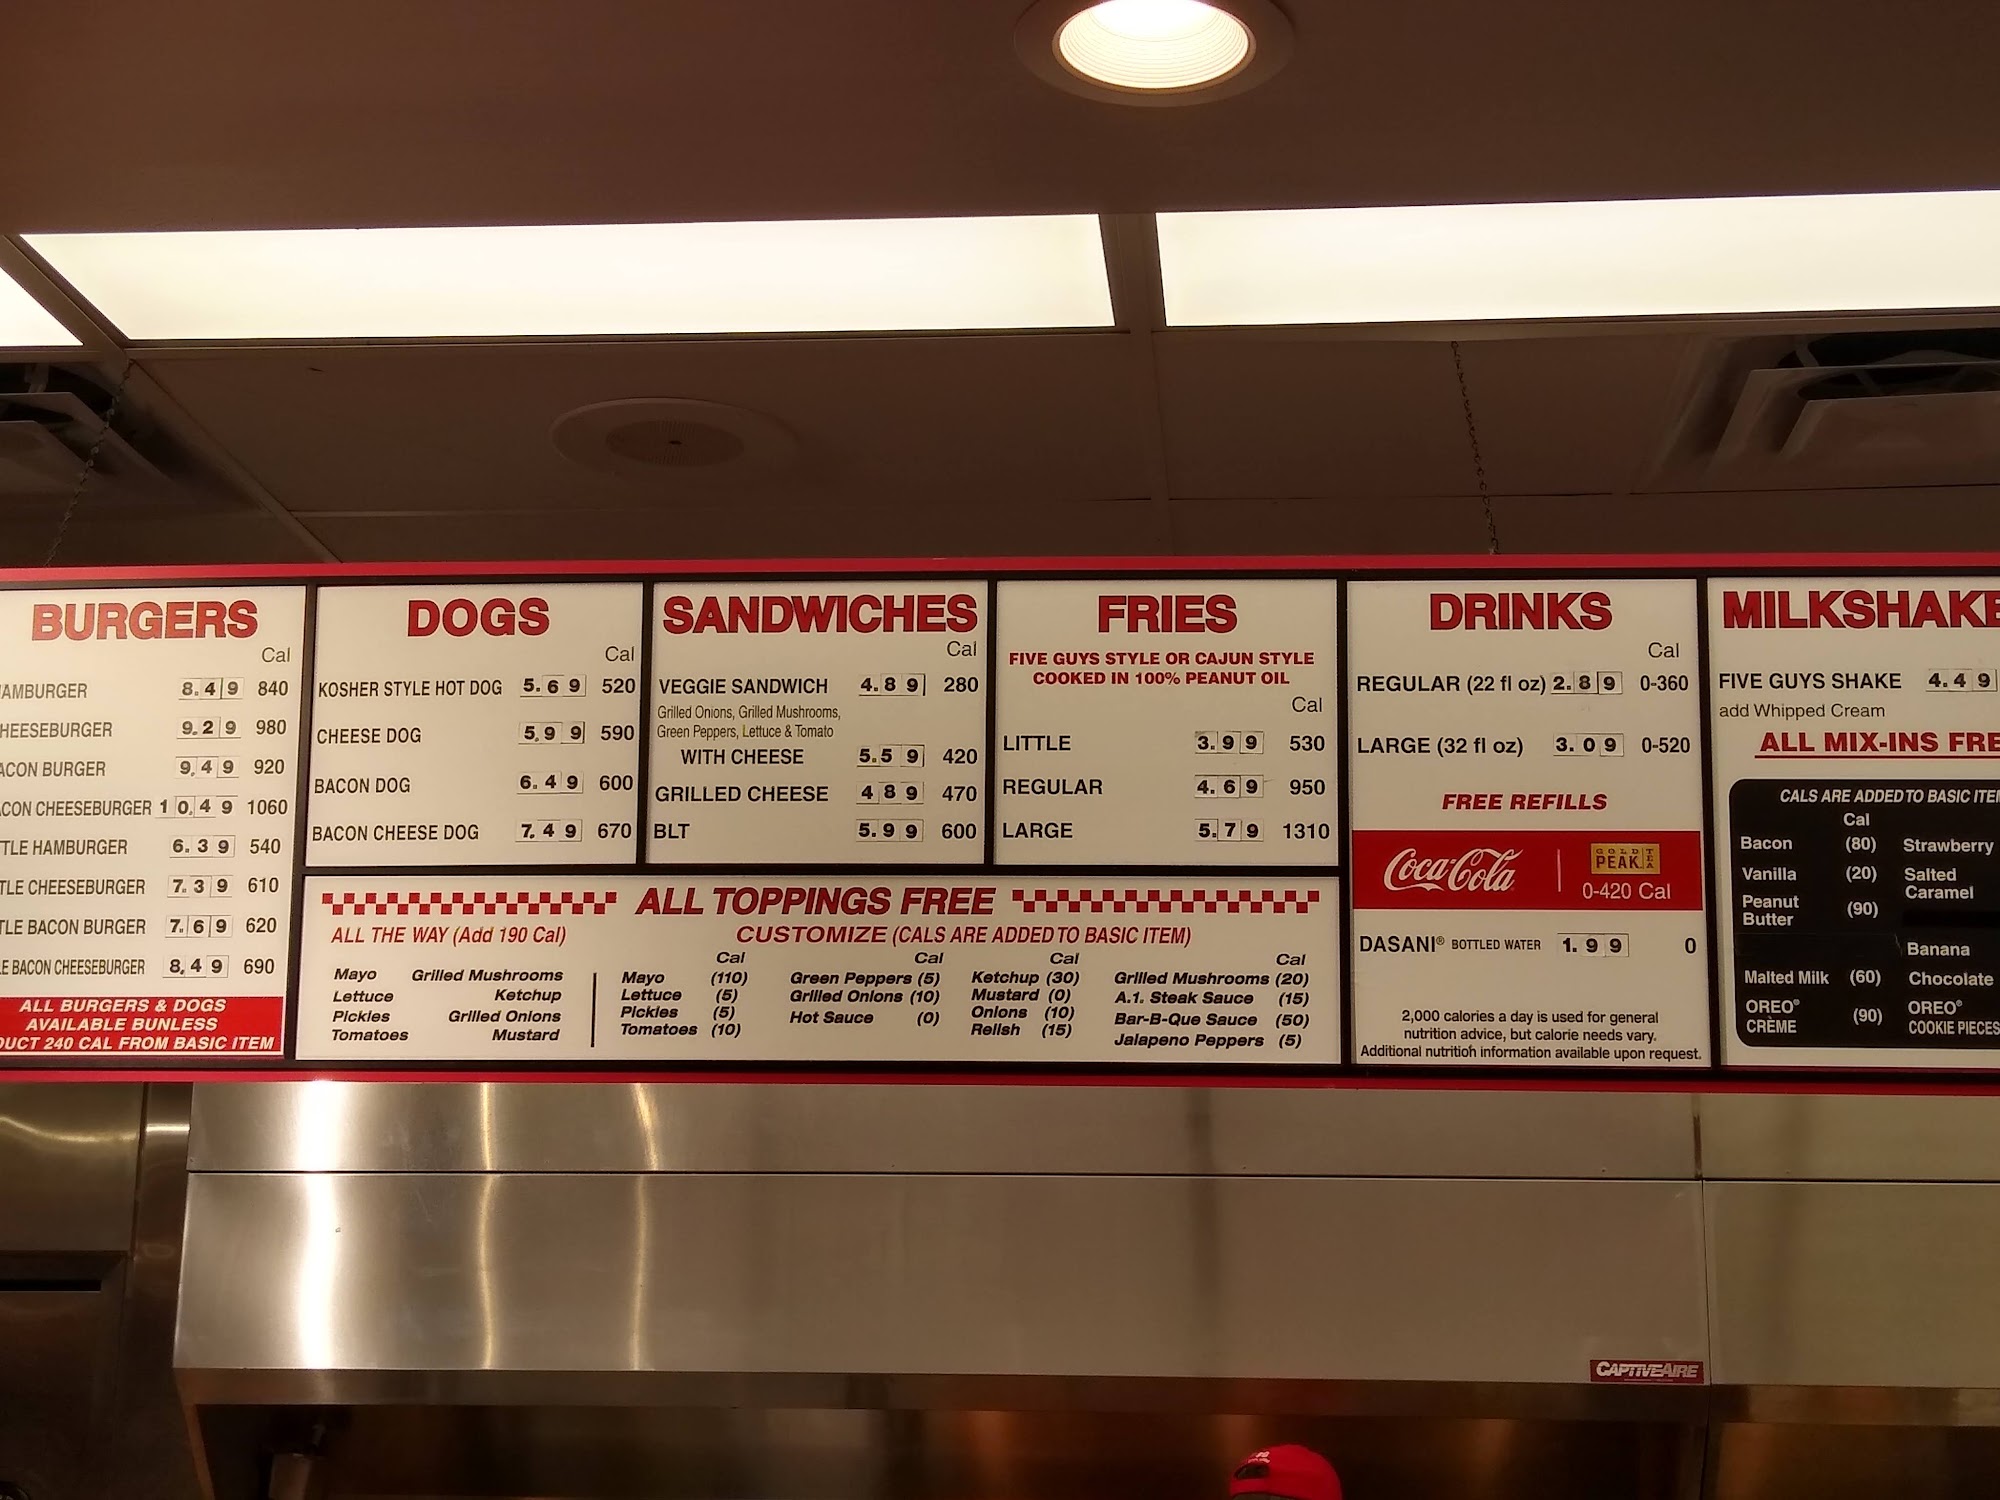 BURGERS
Cal
AMBURGER 8.49 840
HEESEBURGER 9.29 980
ACON BURGER 9.49 920
CON CHEESEBURGER 10.49 1060
TLE HAMBURGER 6.39 540
TLE CHEESEBURGER 7.39 610
TLE BACON BURGER 7.69 620
LE BACON CHEESEBURGER 8.49 690
ALL BURGERS & DOGS
AVAILABLE BUNLESS
DUCT 240 CAL FROM BASIC ITEM
DOGS
Cal
KOSHER STYLE HOT DOG 5.69 520
CHEESE DOG 5.99 590
BACON DOG 6.49 600
BACON CHEESE DOG 7.49 670
SANDWICHES
Cal
VEGGIE SANDWICH 4.89 280
Grilled Onions, Grilled Mushrooms,
Green Peppers, Lettuce & Tomato
WITH CHEESE 5.59 420
GRILLED CHEESE 489 470
BLT 5.99 600
FRIES
FIVE GUYS STYLE OR CAJUN STYLE
COOKED IN 100% PEANUT OIL
Cal
LITTLE 3.99 530
REGULAR 4.69 950
LARGE 5.79 1310
ALL TOPPINGS FREE
ALL THE WAY (Add 190 Cal)
Mayo Grilled Mushrooms
Lettuce Ketchup
Pickles Grilled Onions
Tomatoes Mustard
CUSTOMIZE (CALS ARE ADDED TO BASIC ITEM)
Cal Cal Cal Cal
Mayo (110) Green Peppers (5) Ketchup (30) Grilled Mushrooms (20)
Lettuce (5) Grilled Onions (10) Mustard (0) A.1. Steak Sauce (15)
Pickles (5) Hot Sauce (0) Onions (10) Bar-B-Que Sauce (50)
Tomatoes (10) Relish (15) Jalapeno Peppers (5)
DRINKS
Cal
REGULAR (22 fl oz) 2.89 0-360
LARGE (32 fl oz) 3.09 0-520
FREE REFILLS
Coca-Cola
GOLD PEAK TEA
0-420 Cal
DASANI® BOTTLED WATER 1.99 0
2,000 calories a day is used for general
nutrition advice, but calorie needs vary.
Additional nutrition information available upon request.
MILKSHAKE
FIVE GUYS SHAKE 4.49
add Whipped Cream
ALL MIX-INS FRE
CALS ARE ADDED TO BASIC ITEM
Cal
Bacon (80) Strawberry
Vanilla (20) Salted
Caramel
Peanut
Butter (90)
Banana
Malted Milk (60) Chocolate
OREO® OREO®
CRÈME (90) COOKIE PIECES
CAPTIVEAIRE